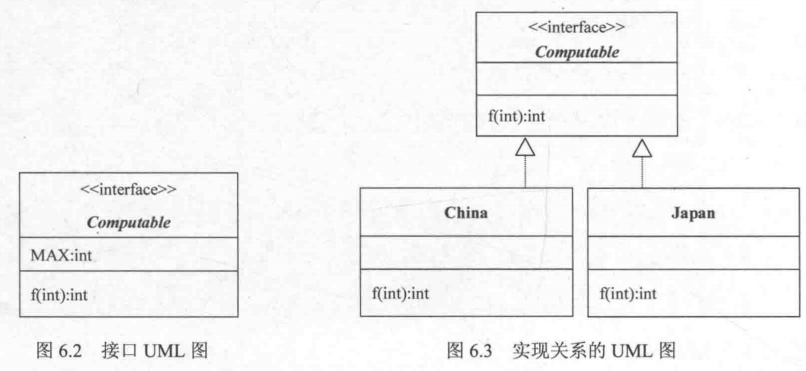 <<interface>>
Computable
MAX:int
f(int):int
图 6.2 接口 UML 图
<<interface>>
Computable
f(int):int
China
f(int):int
Japan
f(int):int
图 6.3 实现关系的 UML 图